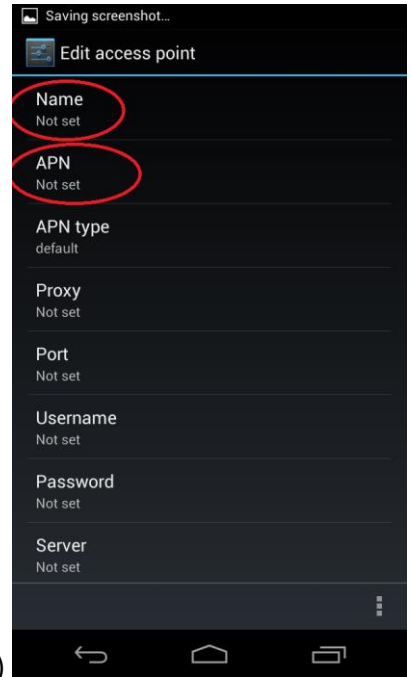 Saving screenshot...
Edit access point
Name
Not set
APN
Not set
APN type
default
Proxy
Not set
Port
Not set
Username
Not set
Password
Not set
Server
Not set
)